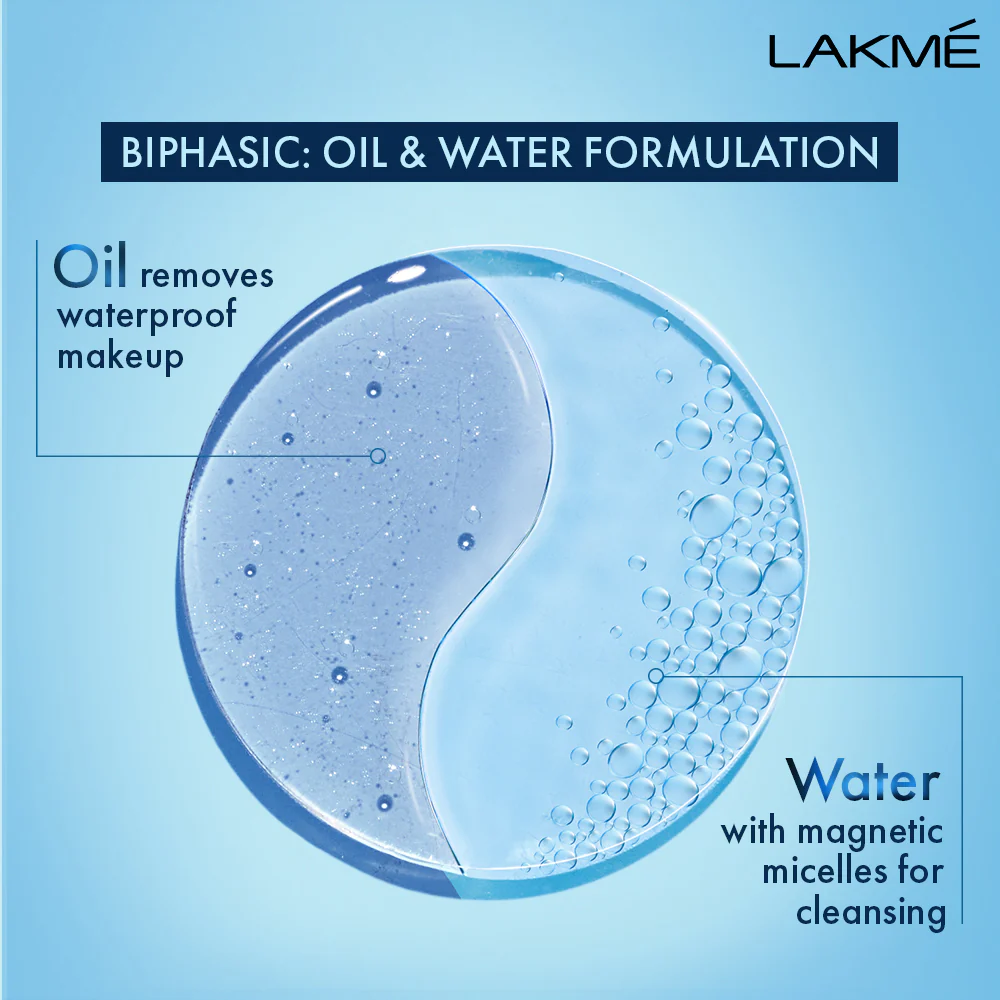 LAKMÉ
BIPHASIC: OIL & WATER FORMULATION
Oil removes
waterproof
makeup
Water
with magnetic
micelles for
cleansing